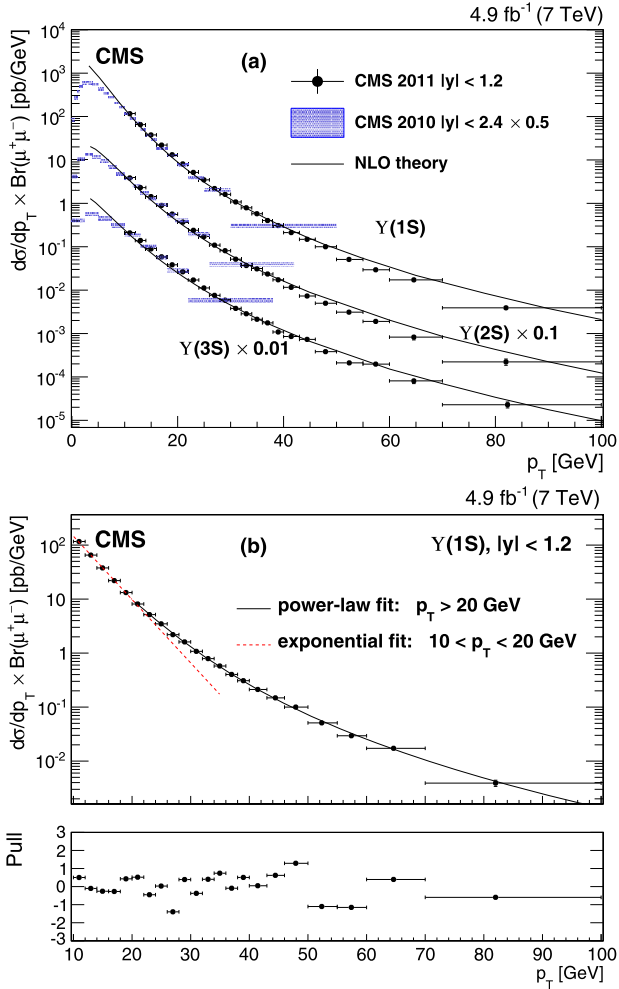 4.9 fb⁻¹ (7 TeV)
CMS
(a)
CMS 2011 |y| < 1.2
CMS 2010 |y| < 2.4 × 0.5
NLO theory
ϒ(1S)
ϒ(2S) × 0.1
ϒ(3S) × 0.01
dσ/dp_T × Br(μ⁺μ⁻) [pb/GeV]
10⁴
10³
10²
10
1
10⁻¹
10⁻²
10⁻³
10⁻⁴
10⁻⁵
0 20 40 60 80 100
p_T [GeV]
4.9 fb⁻¹ (7 TeV)
CMS
(b)
ϒ(1S), |y| < 1.2
power-law fit: p_T > 20 GeV
exponential fit: 10 < p_T < 20 GeV
dσ/dp_T × Br(μ⁺μ⁻) [pb/GeV]
10²
10
1
10⁻¹
10⁻²
Pull
3
2
1
0
-1
-2
-3
10 20 30 40 50 60 70 80 90 100
p_T [GeV]